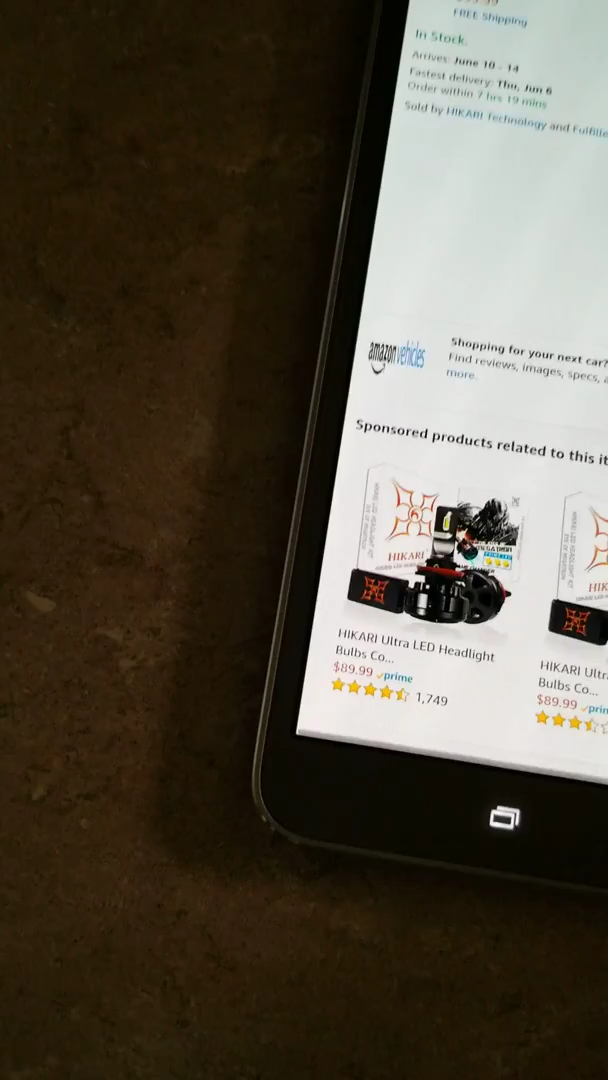 FREE Shipping
In Stock.
Arrives: June 10 - 14
Fastest delivery: Thu, Jun 6
Order within 7 hrs 19 mins
Sold by HIKARI Technology and Fulfille
amazon vehicles
Shopping for your next car?
Find reviews, images, specs,
more.
Sponsored products related to this it
HIKARI
HIKARI Ultra LED Headlight
Bulbs Co...
$89.99 prime
1,749
HIKARI Ultra
Bulbs Co...
$89.99 prim